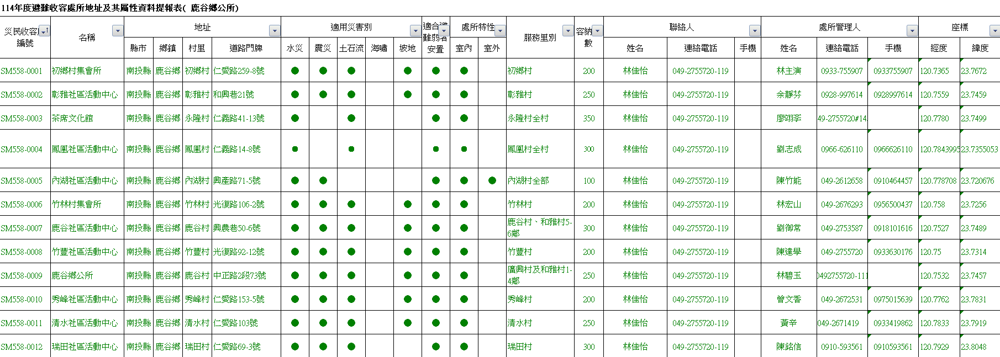 114年度避難收容處所地址及其屬性資料提報表( 鹿谷鄉公所)
災民收容 編號 名稱 地址 適用災害別 適合避難弱者安置 處所特性 服務里別 容納數 聯絡人 處所管理人 座標
縣市 鄉鎮 村里 道路門牌 水災 震災 土石流 海嘯 坡地 室內 室外 姓名 連絡電話 手機 姓名 連絡電話 手機 經度 緯度
SM558-0001 初鄉村集會所 南投縣 鹿谷鄉 初鄉村 仁愛路259-8號 ● ● ● ● ● ● 初鄉村 200 林佳怡 049-2755720-119 林主演 0933-755907 0933755907 120.7365 23.7672
SM558-0002 彰雅社區活動中心 南投縣 鹿谷鄉 彰雅村 和興巷21號 ● ● ● ● ● ● 彰雅村 250 林佳怡 049-2755720-119 余靜芬 0928-997614 0928997614 120.7559 23.7459
SM558-0003 茶席文化館 南投縣 鹿谷鄉 永隆村 仁義路41-13號 ● ● ● ● 永隆村全村 350 林佳怡 049-2755720-119 廖翊李 49-2755720#14 120.7780 23.7499
SM558-0004 鳳凰社區活動中心 南投縣 鹿谷鄉 鳳凰村 仁義路14-8號 ● ● ● ● 鳳凰村全村 300 林佳怡 049-2755720-119 劉志成 0966-626110 0966626110 120.7843995 23.7355053
SM558-0005 內湖社區活動中心 南投縣 鹿谷鄉 內湖村 興產路71-5號 ● ● ● ● ● 內湖村全部 100 林佳怡 049-2755720-119 陳竹能 049-2612658 0910464457 120.778708 23.720676
SM558-0006 竹林村集會所 南投縣 鹿谷鄉 竹林村 光復路106-2號 ● ● ● ● ● ● 竹林村 200 林佳怡 049-2755720-119 林宏山 049-2676293 0956500437 120.758 23.7256
SM558-0007 鹿谷社區活動中心 南投縣 鹿谷鄉 鹿谷村 興農巷50-6號 ● ● ● ● ● ● 鹿谷村、和雅村5-6鄰 300 林佳怡 049-2755720-119 劉御常 049-2753587 0918101616 120.7527 23.7489
SM558-0008 竹豐社區活動中心 南投縣 鹿谷鄉 竹豐村 光復路92-12號 ● ● ● ● ● ● 竹豐村 200 林佳怡 049-2755720-119 陳達學 049-2755720 0933630176 120.75 23.7314
SM558-0009 鹿谷鄉公所 南投縣 鹿谷鄉 鹿谷村 中正路2段73號 ● ● ● ● ● ● 廣興村及和雅村1-4鄰 250 林佳怡 049-2755720-119 林碧玉 0492755720-111 120.7532 23.7457
SM558-0010 秀峰社區活動中心 南投縣 鹿谷鄉 秀峰村 仁愛路153-5號 ● ● ● ● ● ● 秀峰村 200 林佳怡 049-2755720-119 曾文香 049-2672531 0975015639 120.7762 23.7831
SM558-0011 清水社區活動中心 南投縣 鹿谷鄉 清水村 仁愛路103號 ● ● ● ● ● ● 清水村 250 林佳怡 049-2755720-119 黃辛 049-2671419 0933419862 120.7833 23.7919
SM558-0012 瑞田社區活動中心 南投縣 鹿谷鄉 瑞田村 仁愛路69-3號 ● ● ● ● ● 瑞田村 300 林佳怡 049-2755720-119 陳銘信 0910-593561 0910593561 120.7929 23.8048